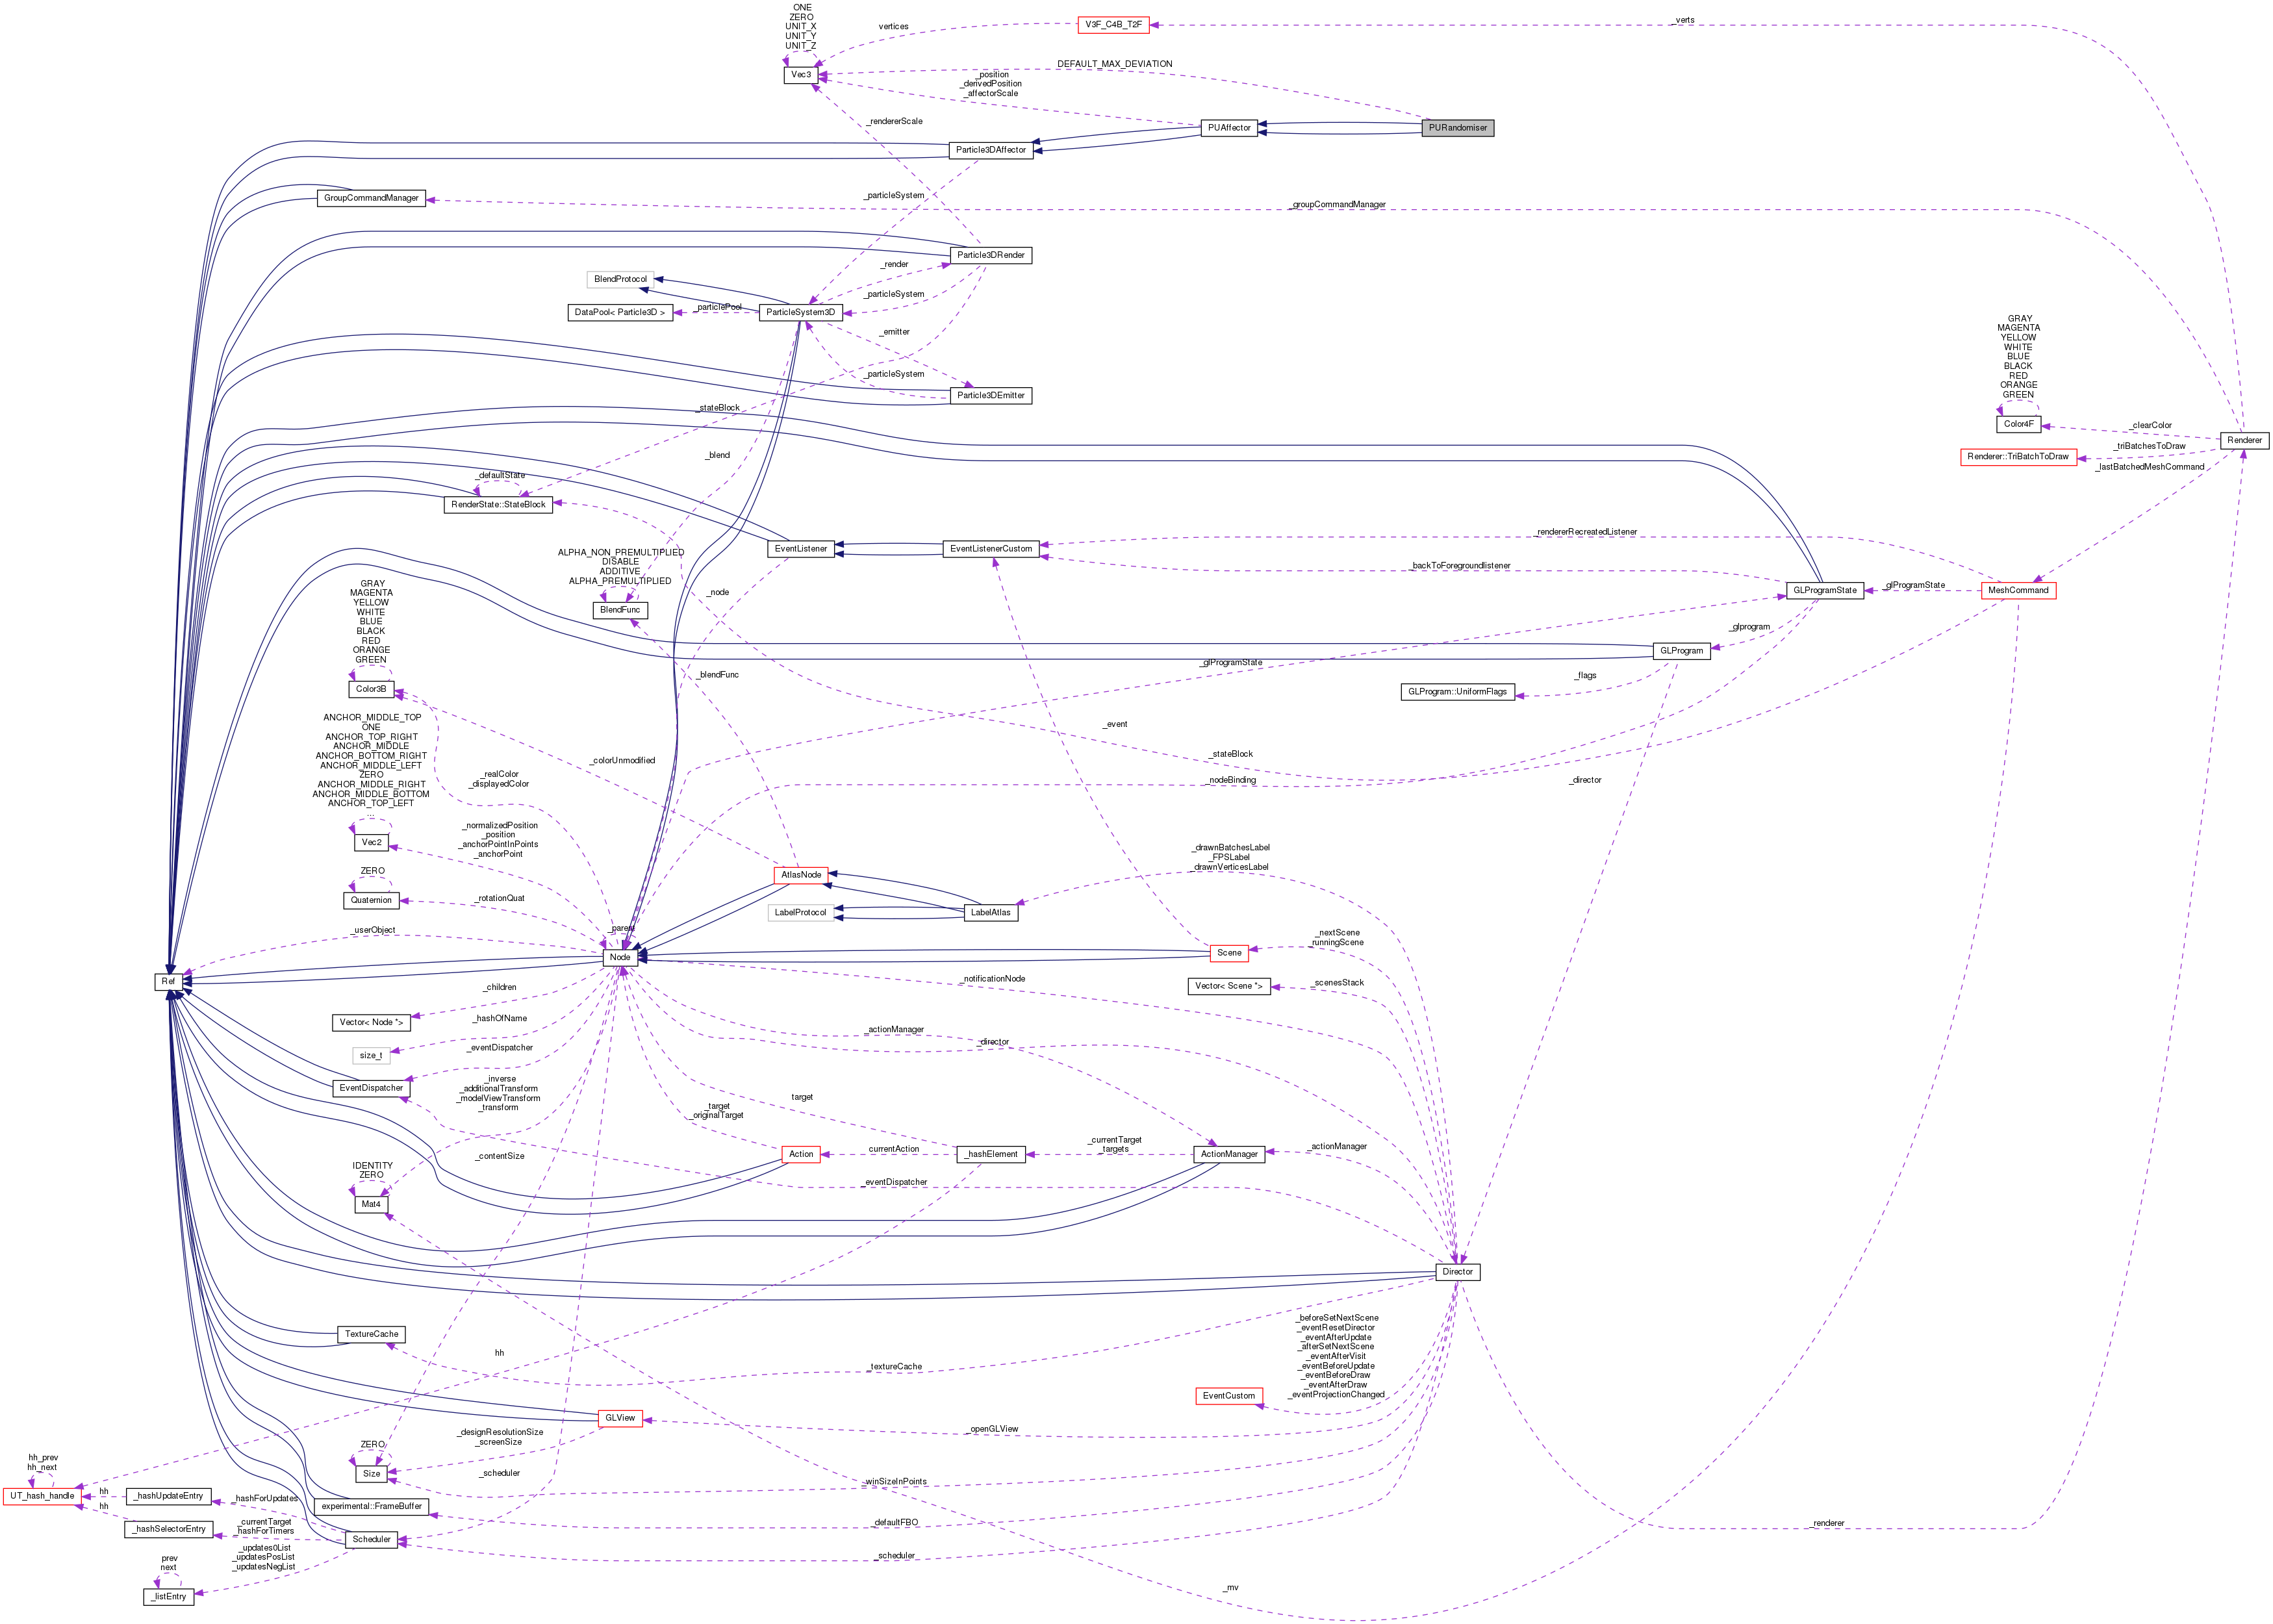 ONE
ZERO
UNIT_X
UNIT_Y
UNIT_Z
Vec3
vertices
V3F_C4B_T2F
_verts
DEFAULT_MAX_DEVIATION
_position
_derivedPosition
_affectorScale
_rendererScale
PUAffector
PURandomiser
Particle3DAffector
_particleSystem
GroupCommandManager
_groupCommandManager
Particle3DRender
BlendProtocol
_render
_particleSystem
DataPool< Particle3D >
_particlePool
ParticleSystem3D
_emitter
_particleSystem
Particle3DEmitter
GRAY
MAGENTA
YELLOW
WHITE
BLUE
BLACK
RED
ORANGE
GREEN
Color4F
_clearColor
Renderer
_triBatchesToDraw
Renderer::TriBatchToDraw
_lastBatchedMeshCommand
_stateBlock
_blend
_defaultState
RenderState::StateBlock
_rendererRecreatedListener
EventListener
EventListenerCustom
_backToForegroundlistener
ALPHA_NON_PREMULTIPLIED
DISABLE
ADDITIVE
ALPHA_PREMULTIPLIED
BlendFunc
_node
GLProgramState
_glProgramState
MeshCommand
_glprogram
GLProgram
GRAY
MAGENTA
YELLOW
WHITE
BLUE
BLACK
RED
ORANGE
GREEN
Color3B
_blendFunc
_glProgramState
_flags
GLProgram::UniformFlags
ANCHOR_MIDDLE_TOP
ONE
ANCHOR_TOP_RIGHT
ANCHOR_MIDDLE
ANCHOR_BOTTOM_RIGHT
ANCHOR_MIDDLE_LEFT
ZERO
ANCHOR_MIDDLE_RIGHT
ANCHOR_MIDDLE_BOTTOM
ANCHOR_TOP_LEFT
...
Vec2
_event
_colorUnmodified
_stateBlock
_realColor
_displayedColor
_nodeBinding
_director
_normalizedPosition
_position
_anchorPointInPoints
_anchorPoint
_drawnBatchesLabel
_FPSLabel
_drawnVerticesLabel
ZERO
Quaternion
_rotationQuat
AtlasNode
LabelProtocol
LabelAtlas
_userObject
_parent
_nextScene
_runningScene
Node
Scene
Ref
_notificationNode
_scenesStack
Vector< Scene *>
_children
Vector< Node *>
_hashOfName
size_t
_actionManager
_director
_eventDispatcher
EventDispatcher
_inverse
_additionalTransform
_modelViewTransform
_transform
target
_target
_originalTarget
_currentTarget
_targets
_actionManager
Action
currentAction
_hashElement
ActionManager
_contentSize
IDENTITY
ZERO
Mat4
_eventDispatcher
Director
TextureCache
hh
_textureCache
_beforeSetNextScene
_eventResetDirector
_eventAfterUpdate
_afterSetNextScene
_eventAfterVisit
_eventBeforeUpdate
_eventBeforeDraw
_eventAfterDraw
_eventProjectionChanged
EventCustom
GLView
_openGLView
_designResolutionSize
_screenSize
ZERO
Size
_scheduler
_winSizeInPoints
hh_prev
hh_next
UT_hash_handle
hh
_hashUpdateEntry
_hashForUpdates
experimental::FrameBuffer
hh
_hashSelectorEntry
_currentTarget
_hashForTimers
Scheduler
_defaultFBO
_renderer
_updates0List
_updatesPosList
_updatesNegList
_scheduler
prev
next
_listEntry
_mv